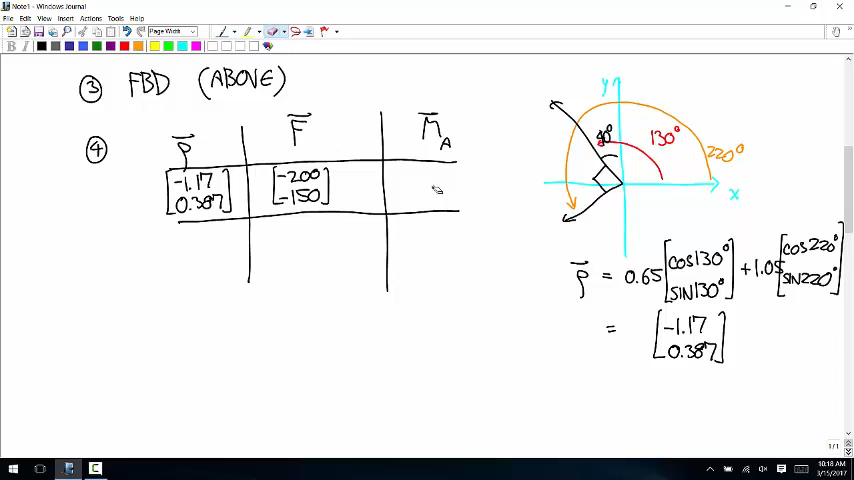 Note1 - Windows Journal
File Edit View Insert Actions Tools Help
Page Width
B I
③ FBD (ABOVE)
④ ρ F M_A
[-1.17 0.387] [-200 -150]
y
40° 130° 220°
x
ρ = 0.65 [cos130° sin130°] + 1.05 [cos220° sin220°]
= [-1.17 0.387]
1/1
10:18 AM
3/15/2017